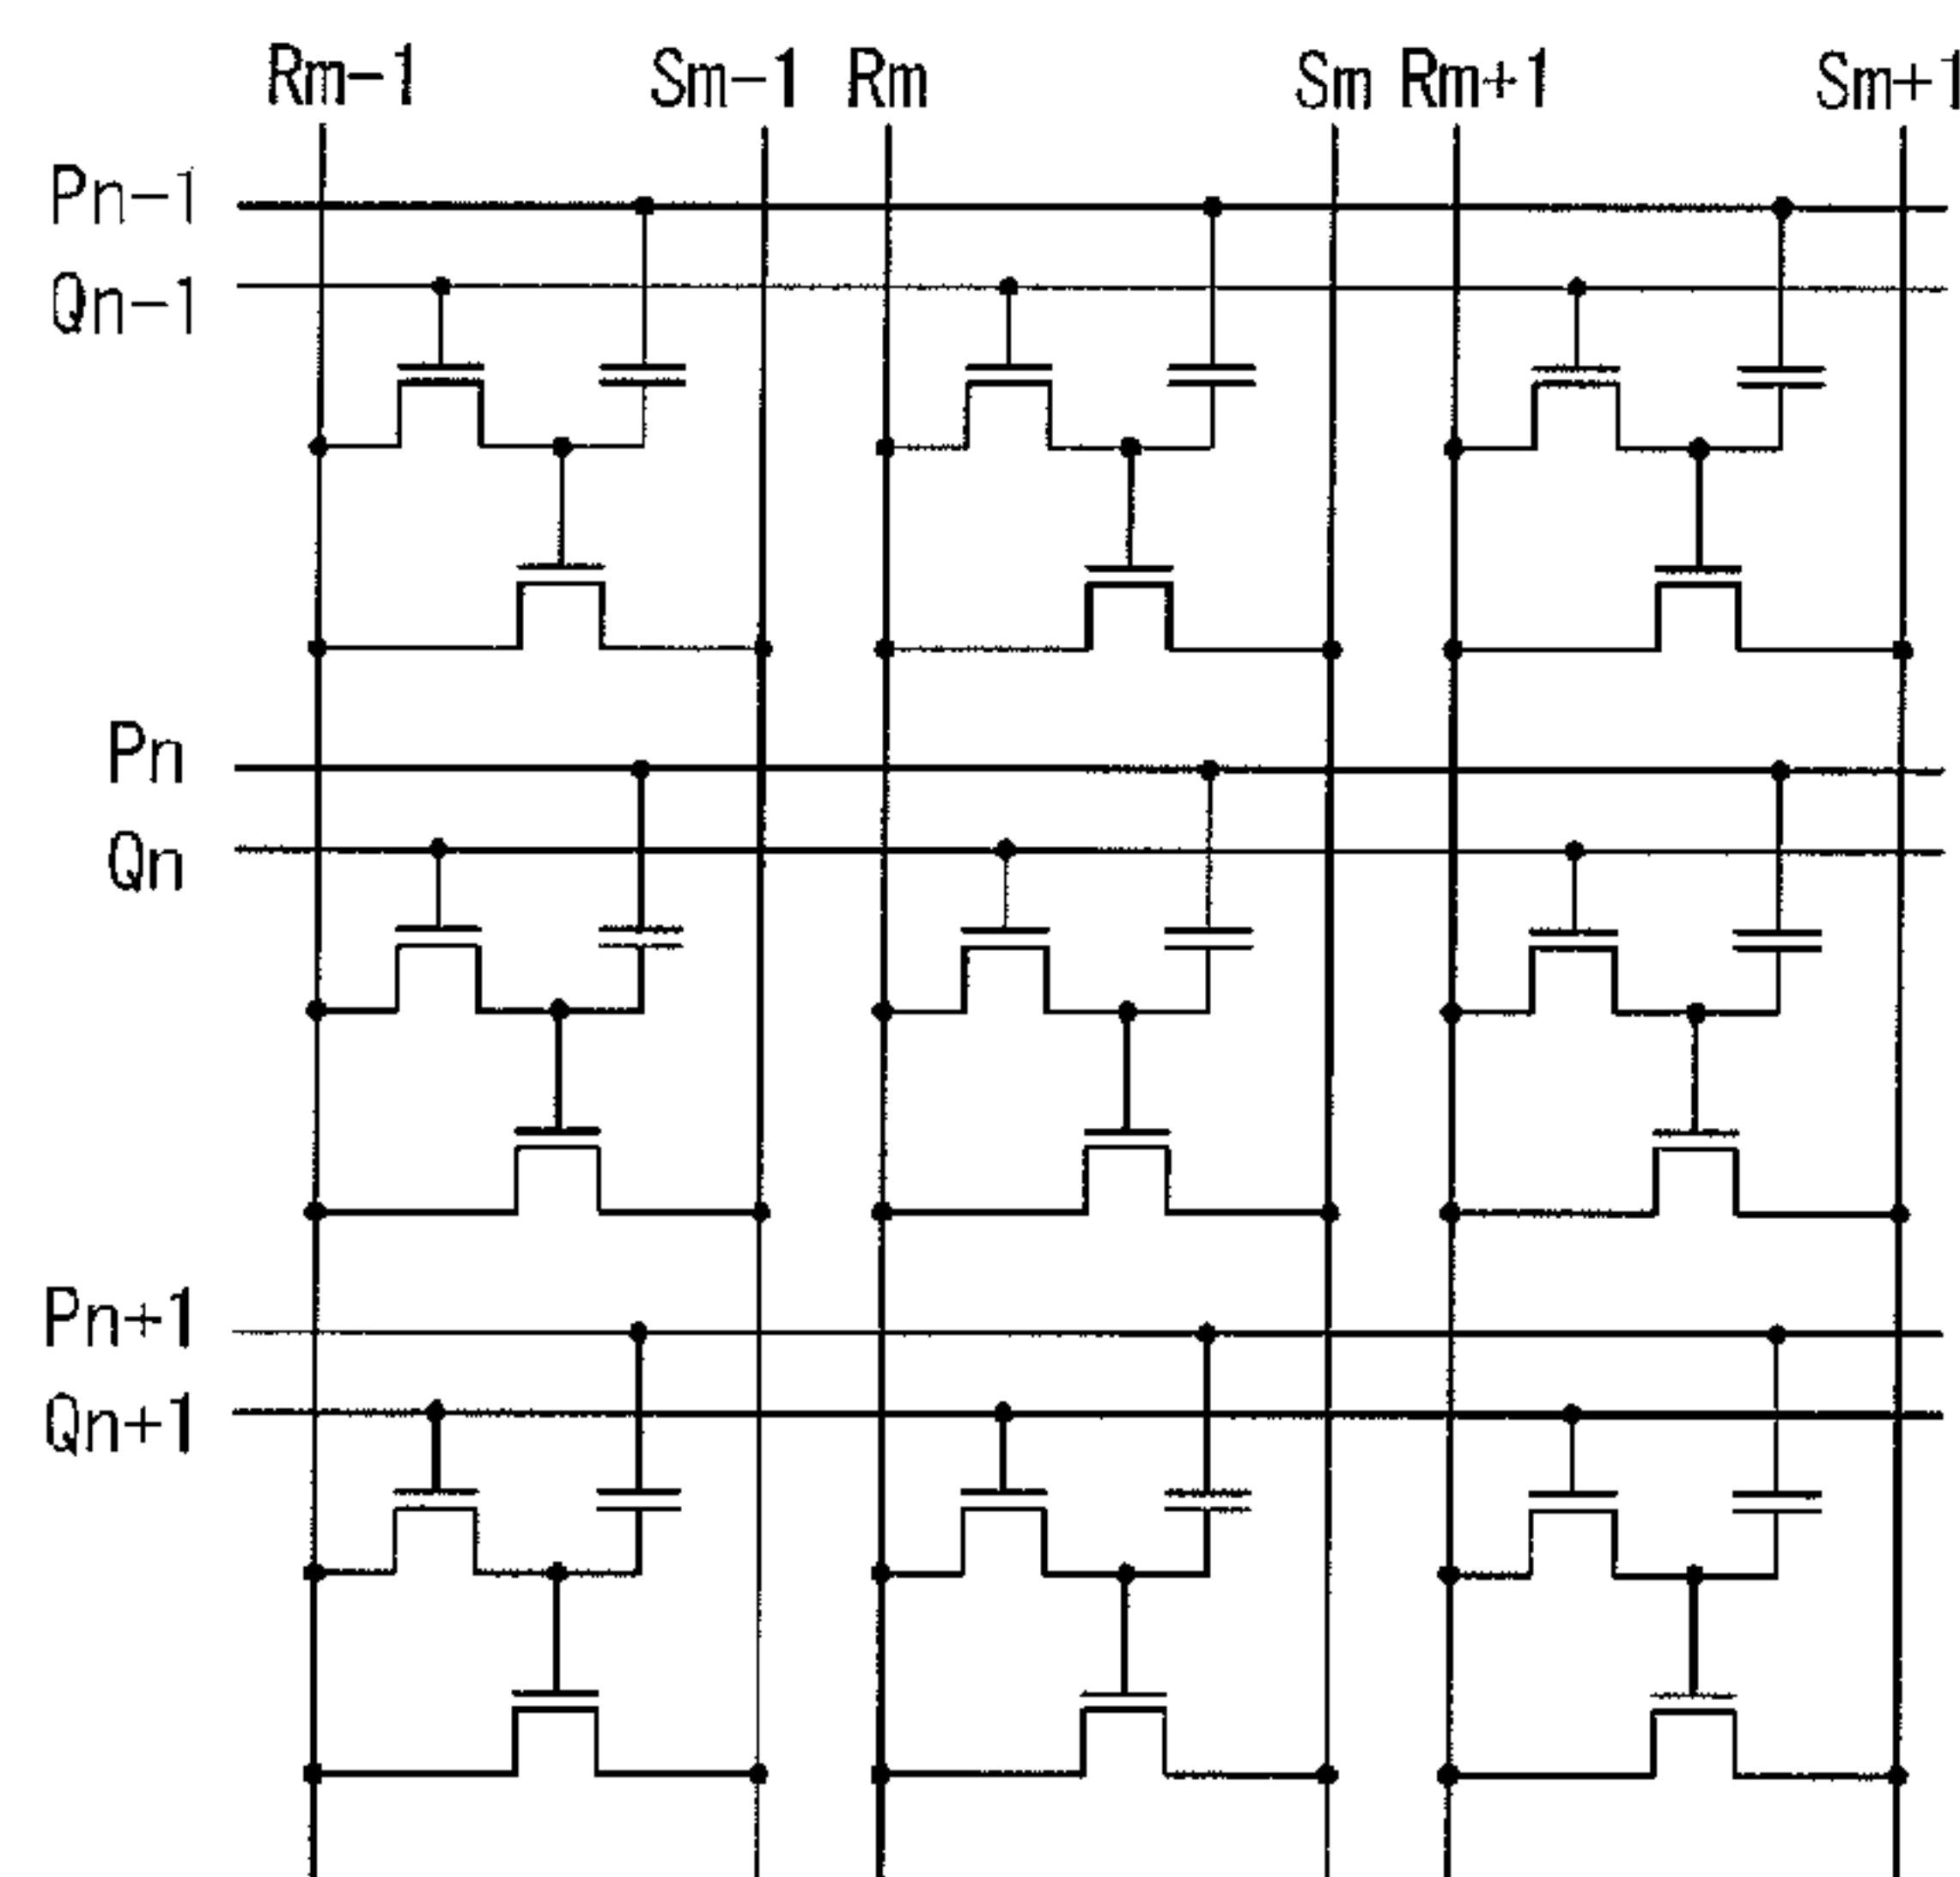 Rm-1 Sm-1 Rm Sm Rm+1 Sm+1
Pn-1
Qn-1
Pn
Qn
Pn+1
Qn+1